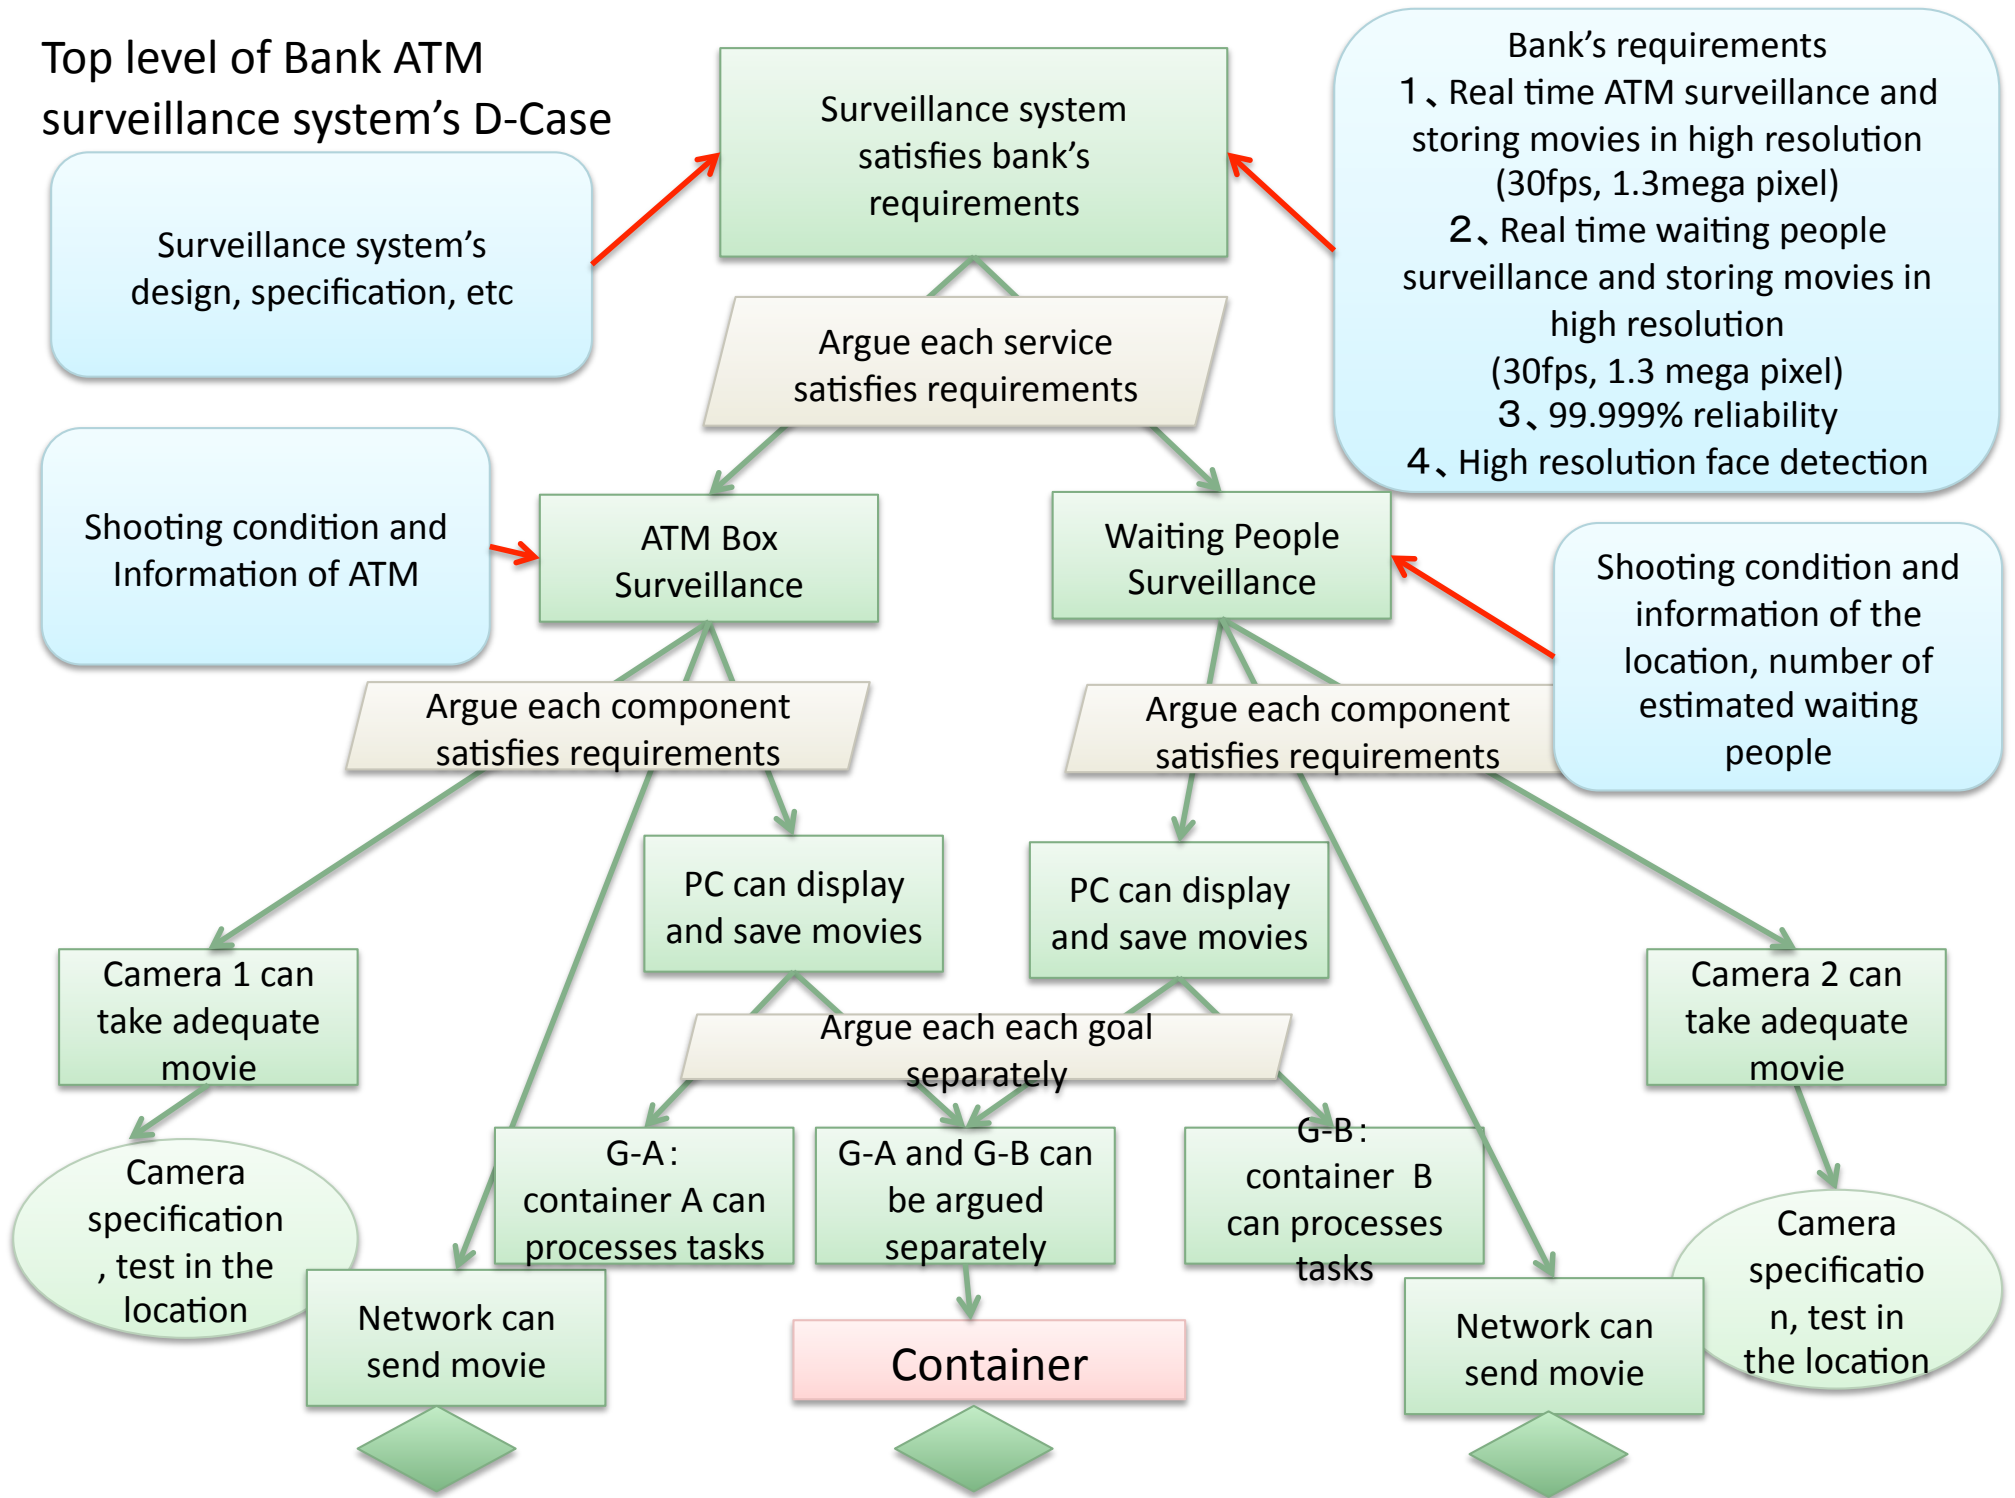 Top level of Bank ATM
surveillance system’s D-Case
Surveillance system
satisfies bank’s
requirements
Bank’s requirements
１、Real time ATM surveillance and
storing movies in high resolution
(30fps, 1.3mega pixel)
２、Real time waiting people
surveillance and storing movies in
high resolution
(30fps, 1.3 mega pixel)
３、99.999% reliability
４、High resolution face detection
Surveillance system’s
design, specification, etc
Argue each service
satisfies requirements
Shooting condition and
Information of ATM
ATM Box
Surveillance
Waiting People
Surveillance
Shooting condition and
information of the
location, number of
estimated waiting
people
Argue each component
satisfies requirements
Argue each component
satisfies requirements
PC can display
and save movies
PC can display
and save movies
Camera 1 can
take adequate
movie
Camera 2 can
take adequate
movie
Argue each each goal
separately
G-A：
container A can
processes tasks
G-A and G-B can
be argued
separately
G-B：
container  B
can processes
tasks
Camera
specification
, test in the
location
Camera
specificatio
n, test in
the location
Network can
send movie
Container
Network can
send movie